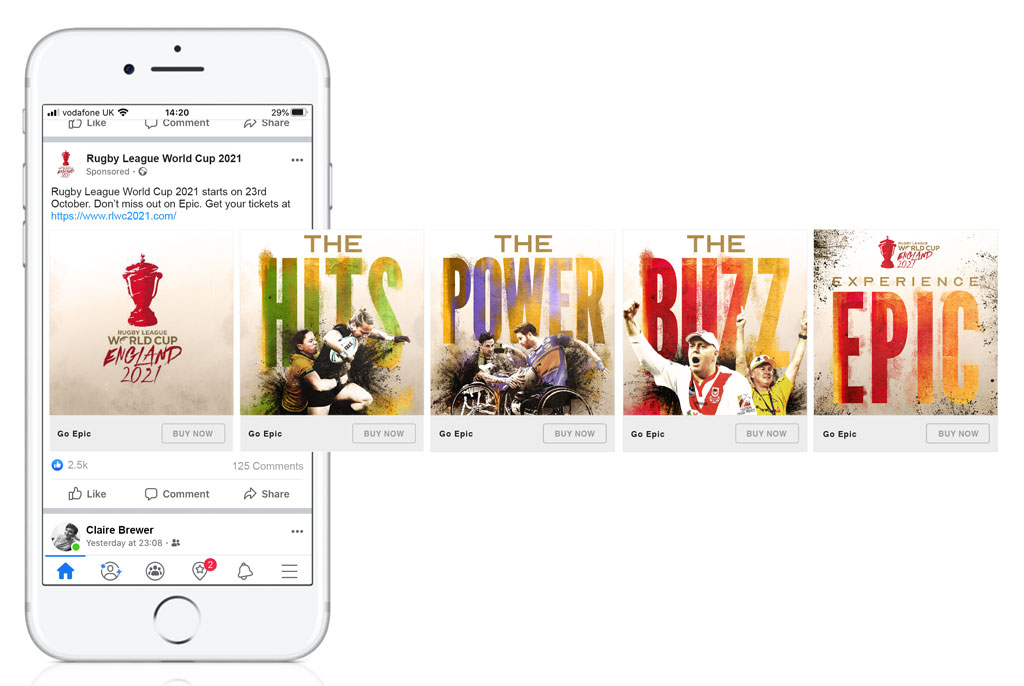 vodafone UK
14:20
29%
Like
Comment
Share
Rugby League World Cup 2021
Sponsored ·
Rugby League World Cup 2021 starts on 23rd
October. Don't miss out on Epic. Get your tickets at
https://www.rlwc2021.com/
RUGBY LEAGUE
WORLD CUP
ENGLAND
2021
THE
HITS
THE
POWER
THE
BUZZ
RUGBY LEAGUE
WORLD CUP
ENGLAND
2021
EXPERIENCE
EPIC
Go Epic
BUY NOW
Go Epic
BUY NOW
Go Epic
BUY NOW
Go Epic
BUY NOW
Go Epic
BUY NOW
2.5k
125 Comments
Like
Comment
Share
Claire Brewer
Yesterday at 23:08 ·
2